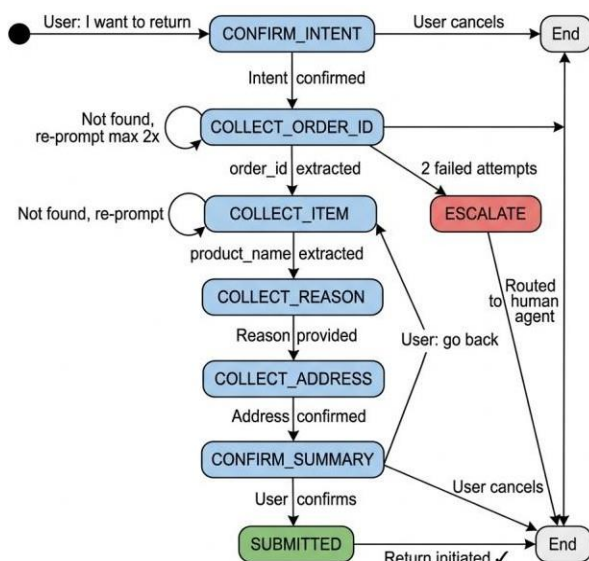 User: I want to return
CONFIRM_INTENT
User cancels
End
Intent confirmed
Not found,
re-prompt max 2x
COLLECT_ORDER_ID
order_id extracted
2 failed attempts
Not found, re-prompt
COLLECT_ITEM
ESCALATE
product_name extracted
COLLECT_REASON
Routed
to human
agent
Reason provided
User: go back
COLLECT_ADDRESS
Address confirmed
CONFIRM_SUMMARY
User cancels
User confirms
SUBMITTED
End
Return initiated ✓